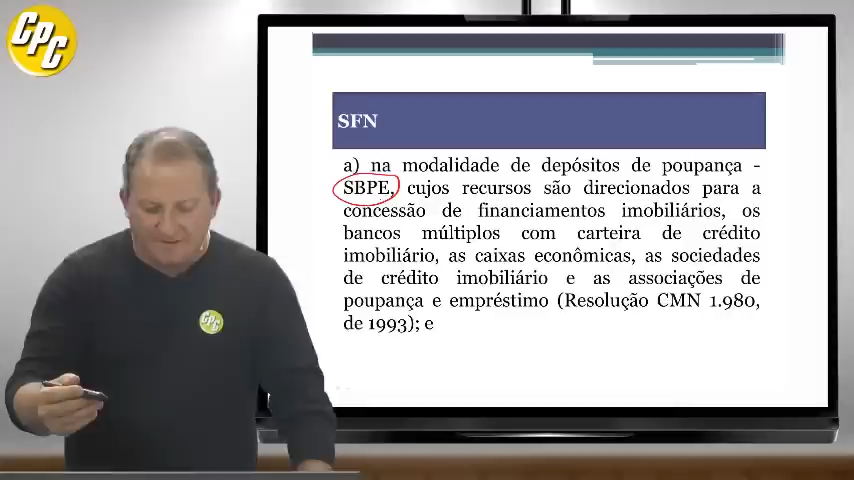 CPC
SFN
a) na modalidade de depósitos de poupança -
SBPE, cujos recursos são direcionados para a
concessão de financiamentos imobiliários, os
bancos múltiplos com carteira de crédito
imobiliário, as caixas econômicas, as sociedades
de crédito imobiliário e as associações de
poupança e empréstimo (Resolução CMN 1.980,
de 1993); e
CPC